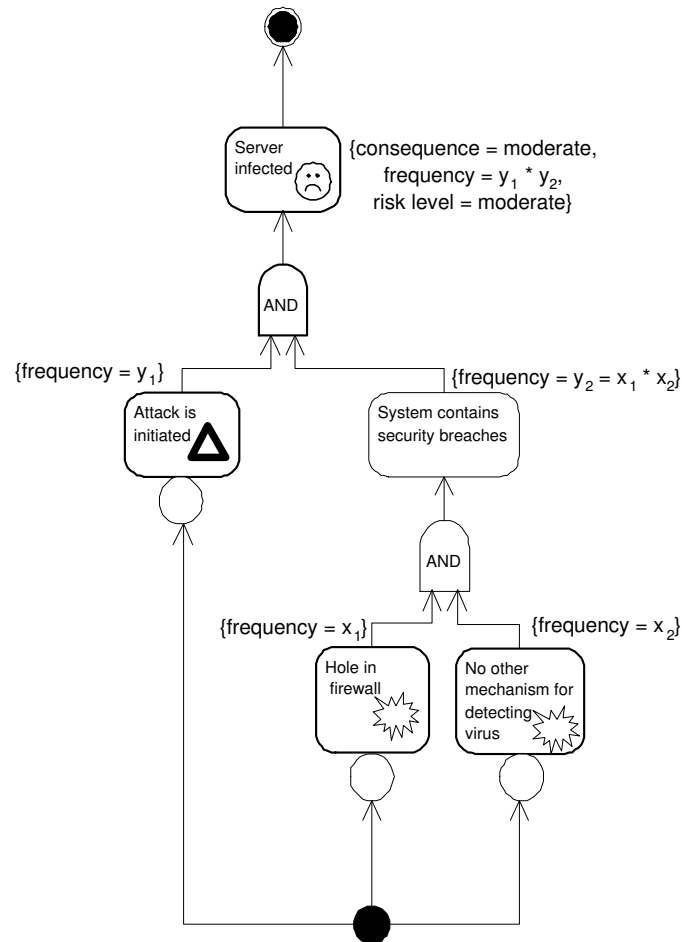 Server
infected
{consequence = moderate,
frequency = y₁ * y₂,
risk level = moderate}
AND
{frequency = y₁}
{frequency = y₂ = x₁ * x₂}
Attack is
initiated
System contains
security breaches
AND
{frequency = x₁}
{frequency = x₂}
Hole in
firewall
No other
mechanism for
detecting
virus